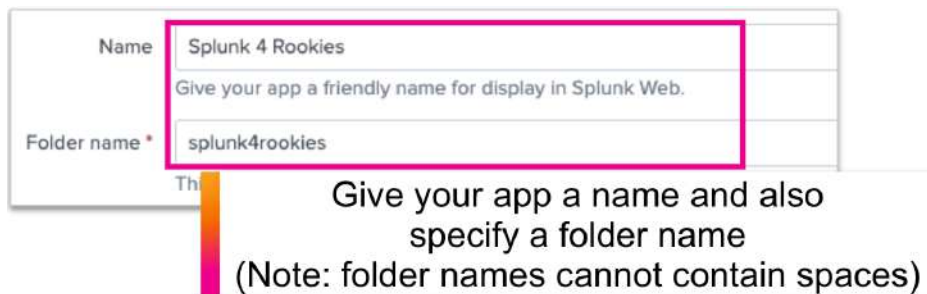 Name
Splunk 4 Rookies
Give your app a friendly name for display in Splunk Web.
Folder name *
splunk4rookies
Give your app a name and also
specify a folder name
(Note: folder names cannot contain spaces)